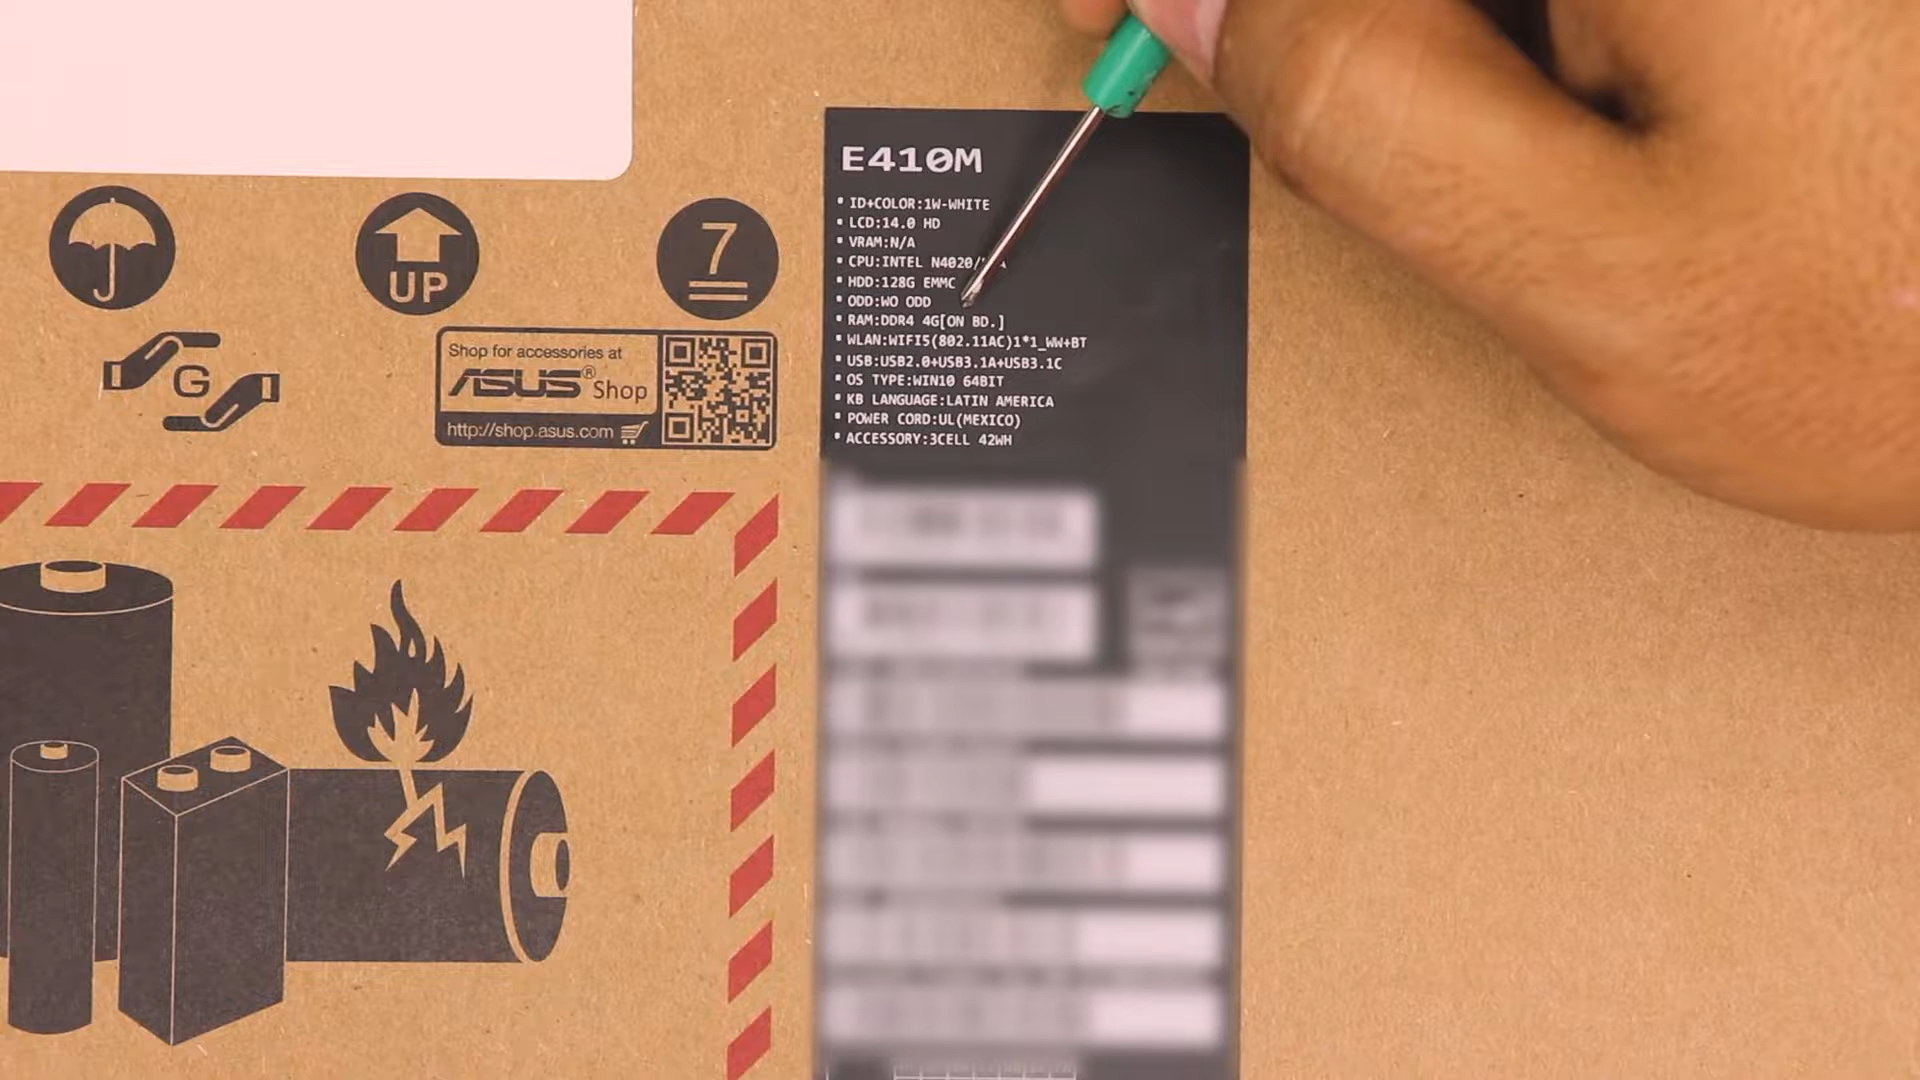 UP
7
G
Shop for accessories at
ASUS® Shop
http://shop.asus.com
E410M
▪ ID+COLOR:1W-WHITE
▪ LCD:14.0 HD
▪ VRAM:N/A
▪ CPU:INTEL N4020/
▪ HDD:128G EMMC
▪ ODD:WO ODD
▪ RAM:DDR4 4G[ON BD.]
▪ WLAN:WIFI5(802.11AC)1*1_WW+BT
▪ USB:USB2.0+USB3.1A+USB3.1C
▪ OS TYPE:WIN10 64BIT
▪ KB LANGUAGE:LATIN AMERICA
▪ POWER CORD:UL(MEXICO)
▪ ACCESSORY:3CELL 42WH